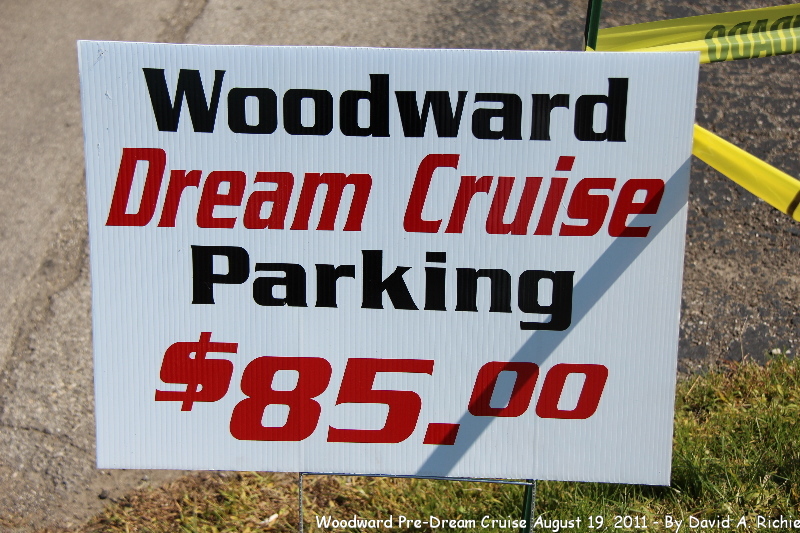 Woodward
Dream Cruise
Parking
$85.00
Woodward Pre-Dream Cruise August 19, 2011 - By David A. Richie